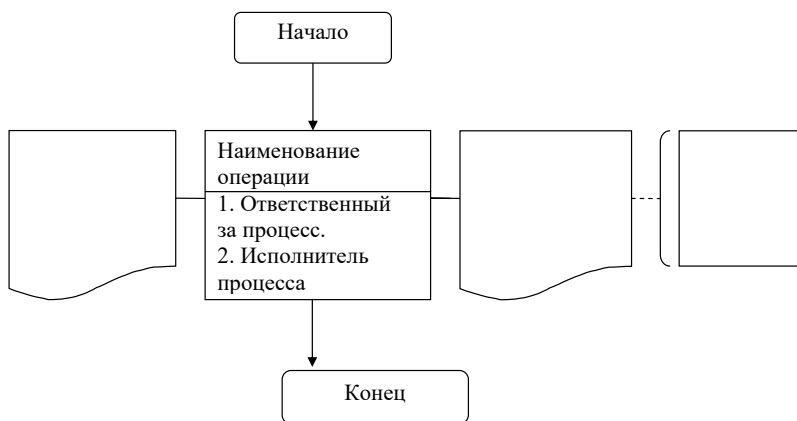 Начало
Наименование
операции
1. Ответственный
за процесс.
2. Исполнитель
процесса
Конец